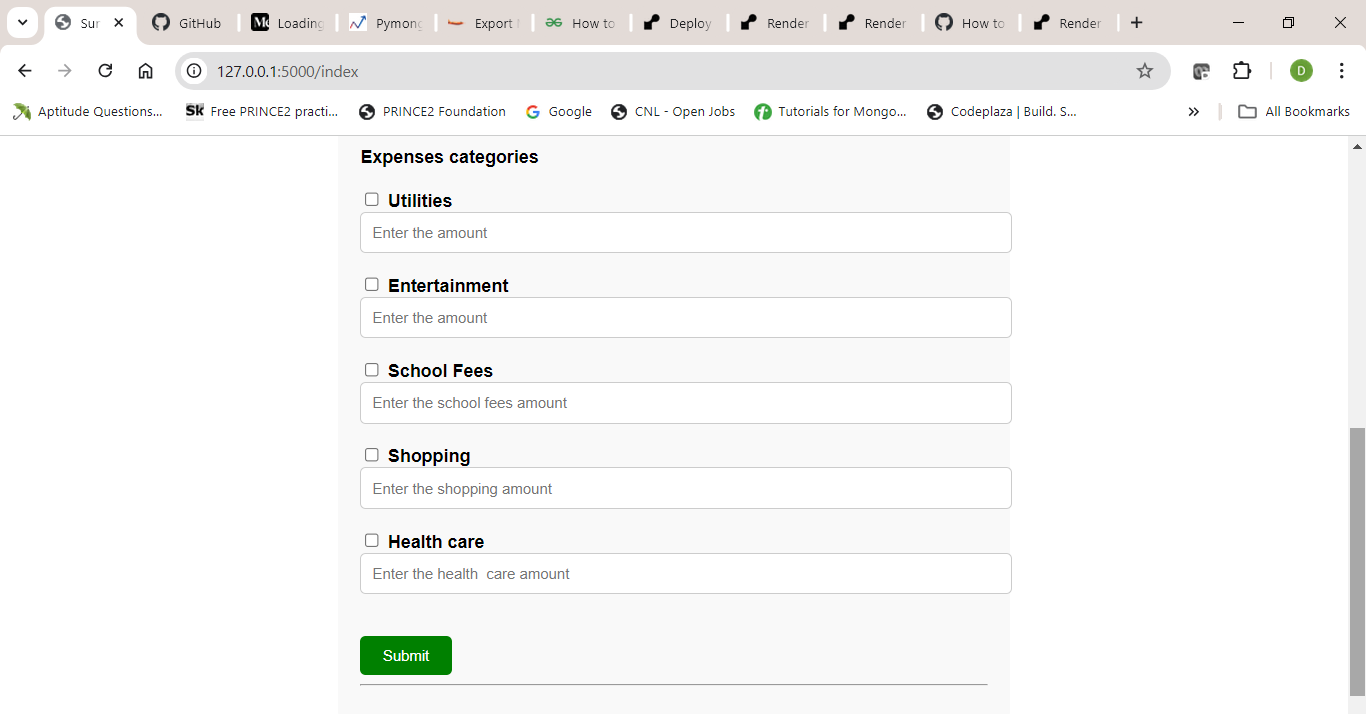 Sur
GitHub
Loading
Pymong
Export
How to
Deploy
Render
Render
How to
Render
127.0.0.1:5000/index
D
Aptitude Questions...
Sk Free PRINCE2 practi...
PRINCE2 Foundation
Google
CNL - Open Jobs
Tutorials for Mongo...
Codeplaza | Build. S...
»
All Bookmarks
Expenses categories
Utilities
Enter the amount
Entertainment
Enter the amount
School Fees
Enter the school fees amount
Shopping
Enter the shopping amount
Health care
Enter the health  care amount
Submit